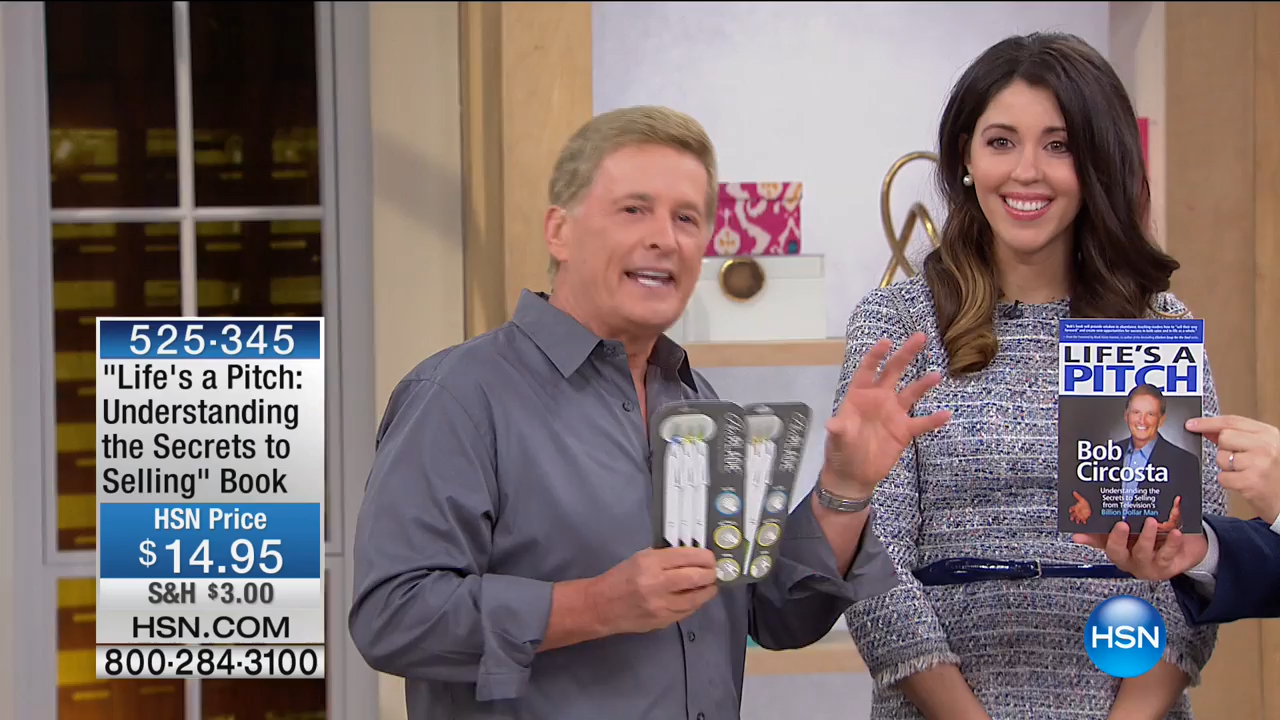 525-345
"Life's a Pitch:
Understanding
the Secrets to
Selling" Book
HSN Price
$14.95
S&H $3.00
HSN.COM
800-284-3100
LIFE'S A
PITCH
Bob
Circosta
Understanding the
Secrets to Selling
from Television's
Billion Dollar Man
HSN